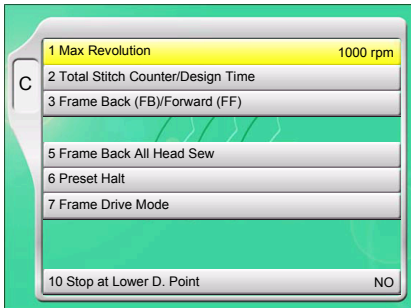 C
1 Max Revolution 1000 rpm
2 Total Stitch Counter/Design Time
3 Frame Back (FB)/Forward (FF)
5 Frame Back All Head Sew
6 Preset Halt
7 Frame Drive Mode
10 Stop at Lower D. Point NO